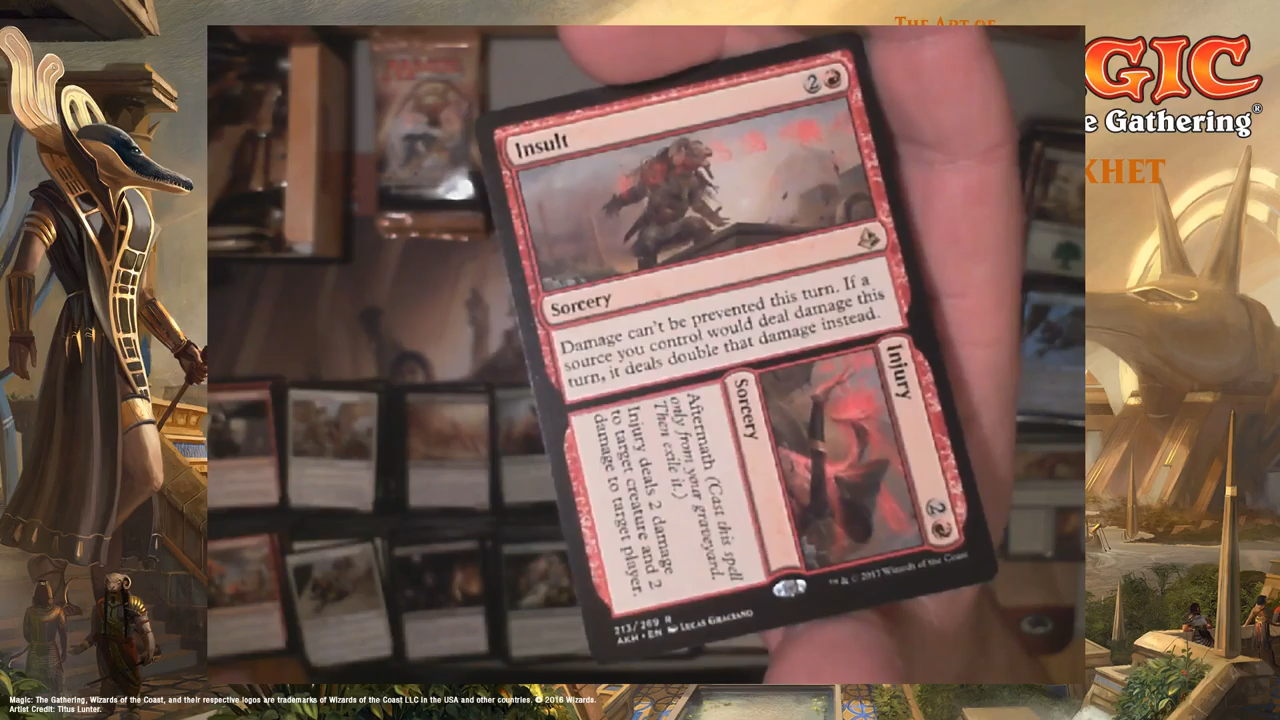 THE ART OF
GIC
e Gathering®
KHET
Insult
2
Sorcery
Damage can't be prevented this turn. If a
source you control would deal damage this
turn, it deals double that damage instead.
Injury
2
Sorcery
Aftermath (Cast this spell
only from your graveyard.
Then exile it.)
Injury deals 2 damage
to target creature and 2
damage to target player.
213/269 R
AKH • EN LUCAS GRACIANO
™ & © 2017 Wizards of the Coast
Magic: The Gathering, Wizards of the Coast, and their respective logos are trademarks of Wizards of the Coast LLC in the USA and other countries. © 2016 Wizards.
Artist Credit: Titus Lunter.